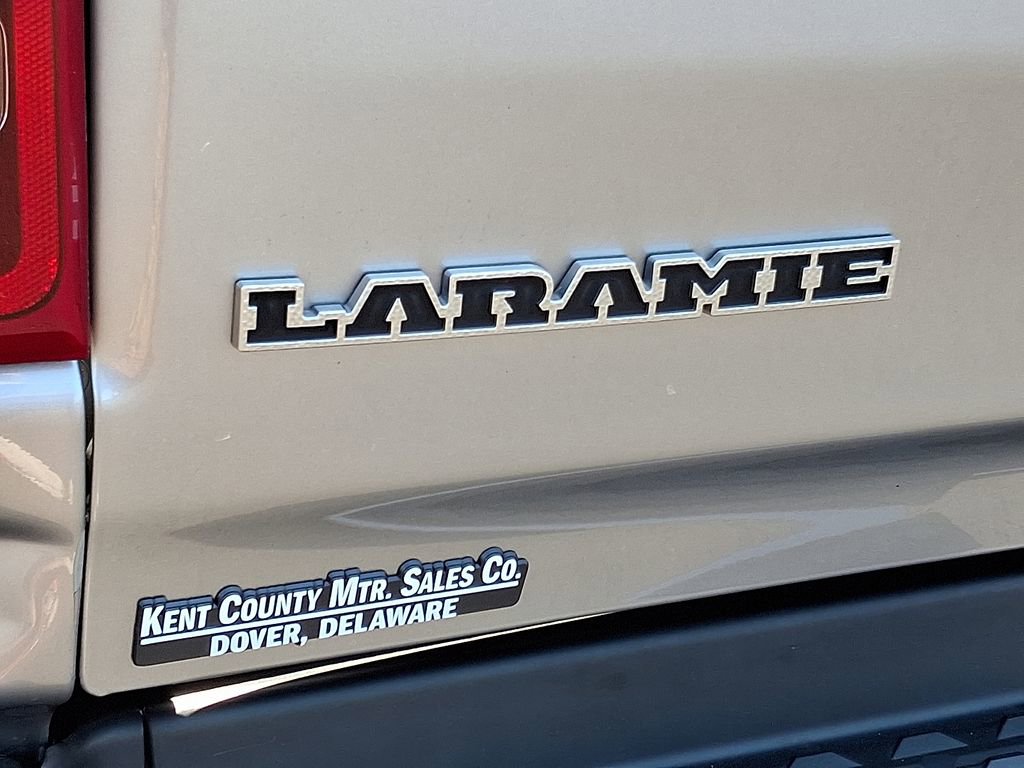 LARAMIE
KENT COUNTY MTR. SALES CO.
DOVER, DELAWARE